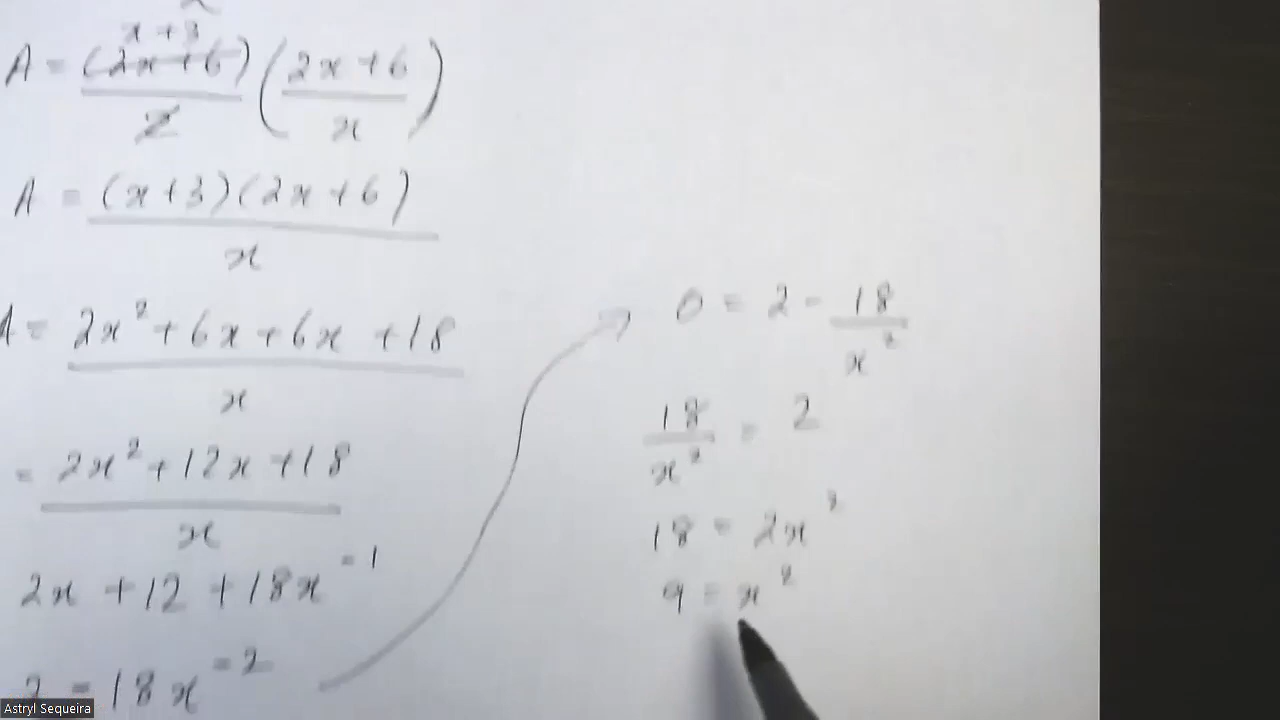 x + 3
A = (2x + 6)/2 ((2x + 6)/x)
A = (x + 3)(2x + 6)/x
A = 2x² + 6x + 6x + 18/x
= 2x² + 12x + 18/x
2x + 12 + 18x⁻¹
2 - 18x⁻²
0 = 2 - 18/x²
18/x² = 2
18 = 2x²
9 = x²
Astryl Sequeira